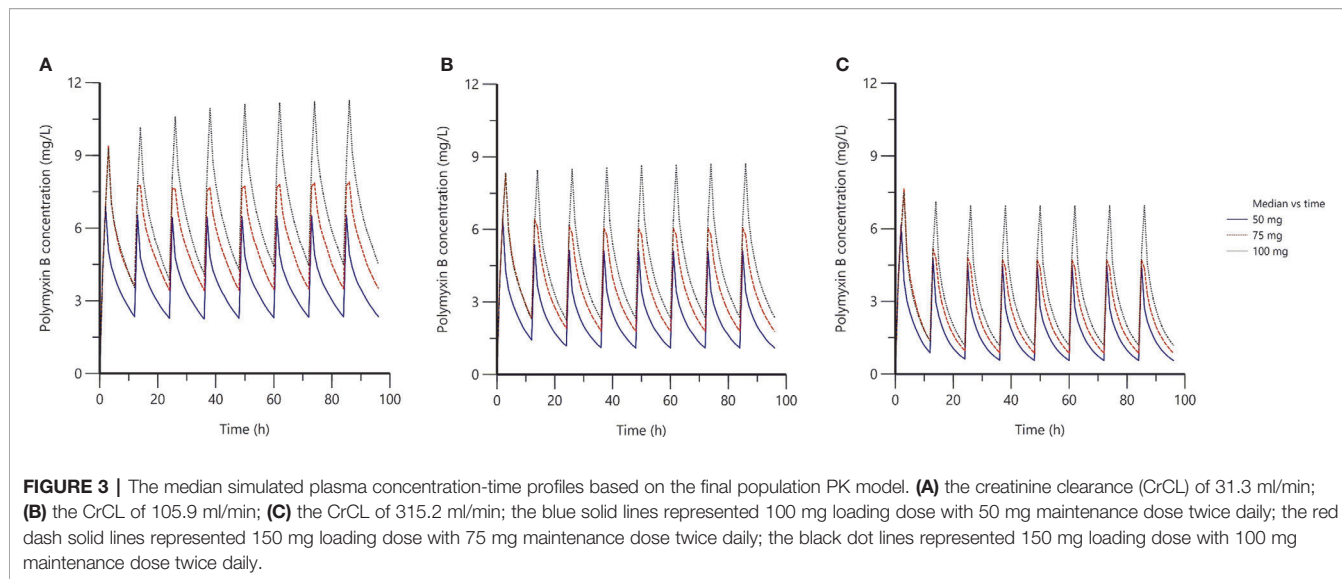 A
B
C
12
9
6
3
0
Polymyxin B concentration (mg/L)
0
20
40
60
80
100
Time (h)
12
9
6
3
0
Polymyxin B concentration (mg/L)
0
20
40
60
80
100
Time (h)
12
9
6
3
0
Polymyxin B concentration (mg/L)
0
20
40
60
80
100
Time (h)
Median vs time
50 mg
75 mg
100 mg
FIGURE 3 | The median simulated plasma concentration-time profiles based on the final population PK model. (A) the creatinine clearance (CrCL) of 31.3 ml/min;
(B) the CrCL of 105.9 ml/min; (C) the CrCL of 315.2 ml/min; the blue solid lines represented 100 mg loading dose with 50 mg maintenance dose twice daily; the red
dash solid lines represented 150 mg loading dose with 75 mg maintenance dose twice daily; the black dot lines represented 150 mg loading dose with 100 mg
maintenance dose twice daily.